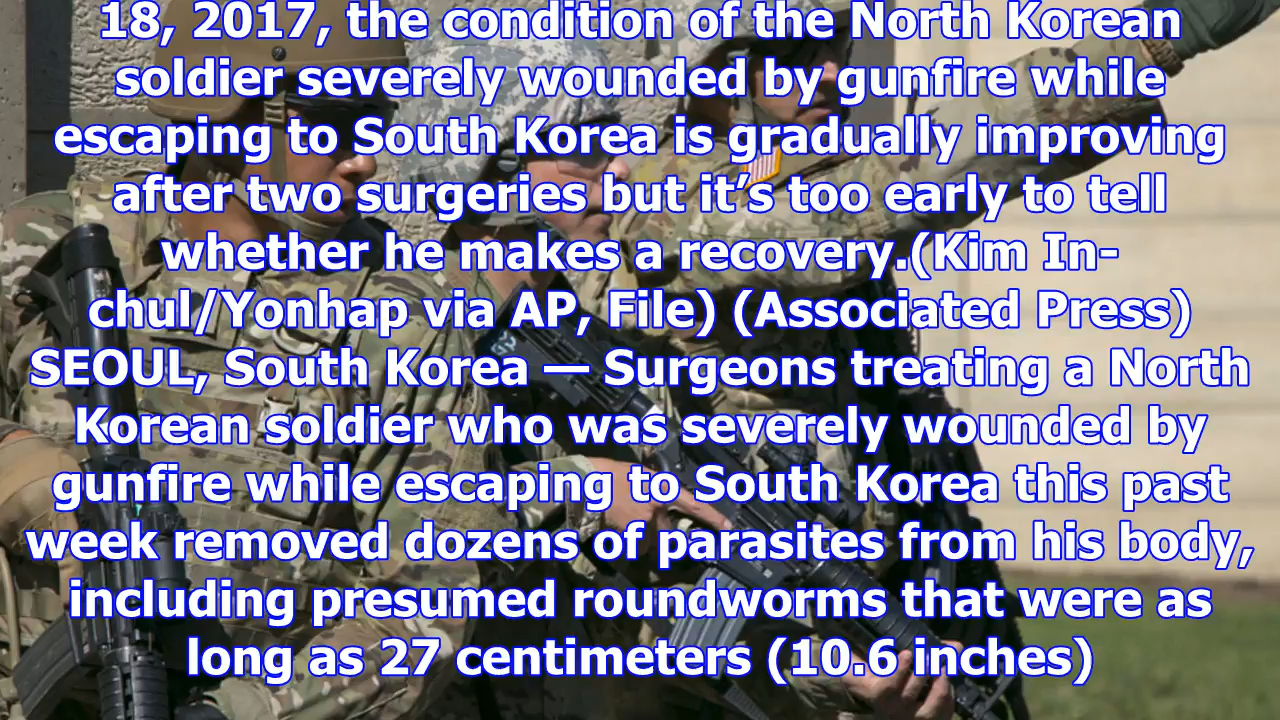 18, 2017, the condition of the North Korean
soldier severely wounded by gunfire while
escaping to South Korea is gradually improving
after two surgeries but it’s too early to tell
whether he makes a recovery.(Kim In-
chul/Yonhap via AP, File) (Associated Press)
SEOUL, South Korea — Surgeons treating a North
Korean soldier who was severely wounded by
gunfire while escaping to South Korea this past
week removed dozens of parasites from his body,
including presumed roundworms that were as
long as 27 centimeters (10.6 inches)